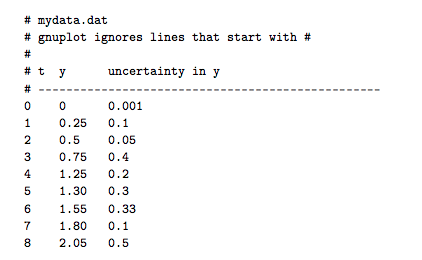 # mydata.dat
# gnuplot ignores lines that start with #
#
# t  y      uncertainty in y
# -------------------------------------------------
0    0      0.001
1    0.25   0.1
2    0.5    0.05
3    0.75   0.4
4    1.25   0.2
5    1.30   0.3
6    1.55   0.33
7    1.80   0.1
8    2.05   0.5